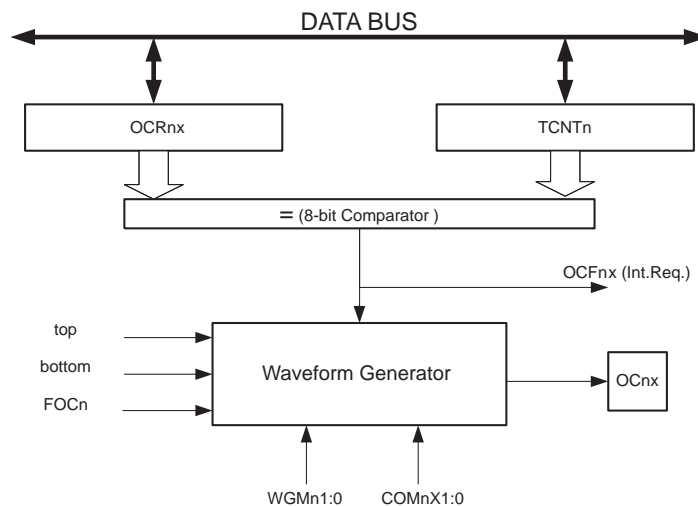 DATA BUS
OCRnx
TCNTn
= (8-bit Comparator )
OCFnx (Int.Req.)
top
bottom
FOCn
Waveform Generator
OCnx
WGMn1:0
COMnX1:0